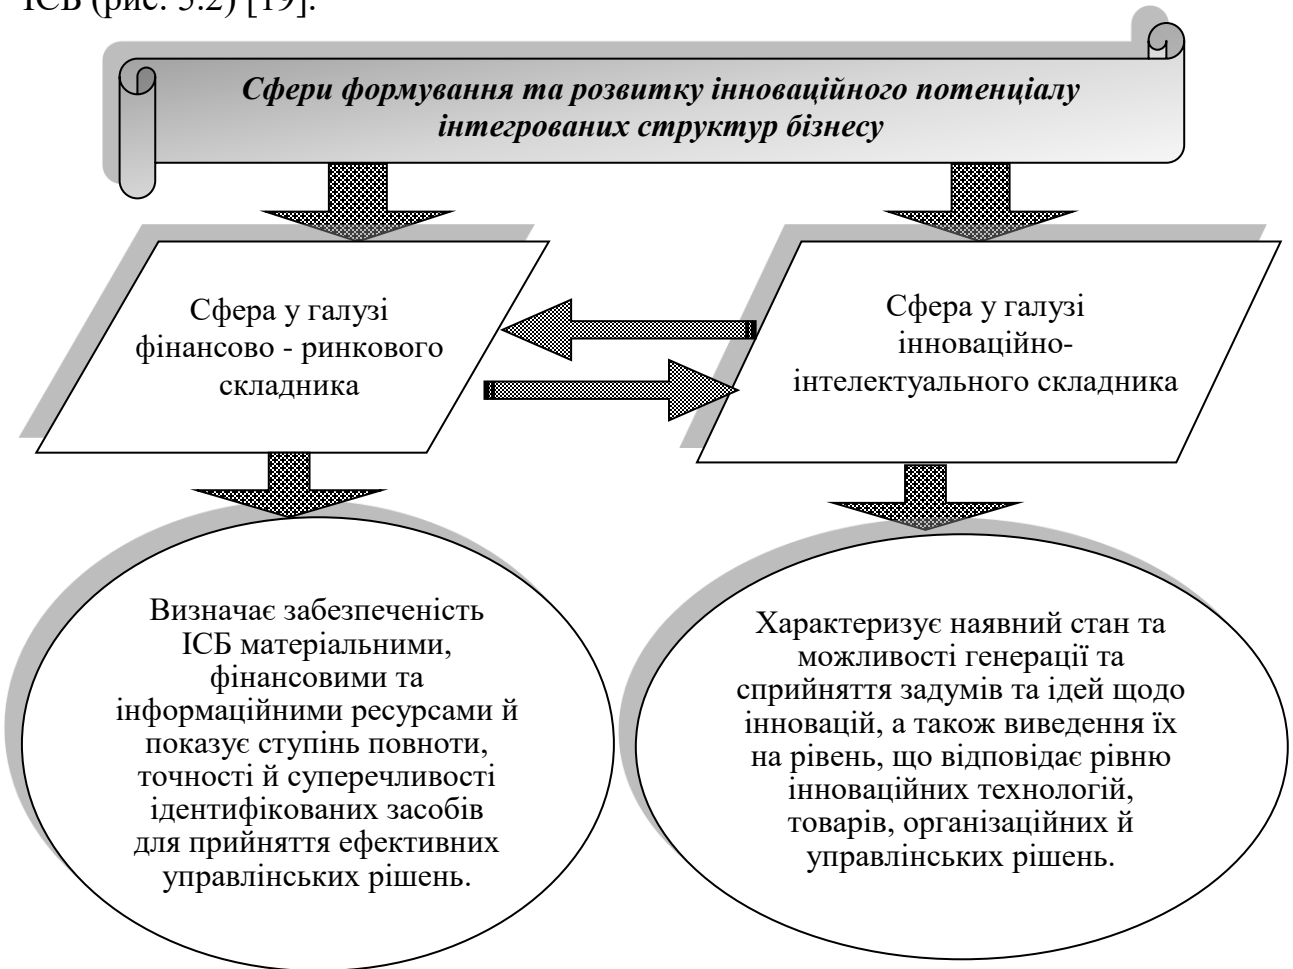 ІСБ (рис. 5.2) [19].
Сфери формування та розвитку інноваційного потенціалу
інтегрованих структур бізнесу
Сфера у галузі
фінансово - ринкового
складника
Сфера у галузі
інноваційно-
інтелектуального складника
Визначає забезпеченість
ІСБ матеріальними,
фінансовими та
інформаційними ресурсами й
показує ступінь повноти,
точності й суперечливості
ідентифікованих засобів
для прийняття ефективних
управлінських рішень.
Характеризує наявний стан та
можливості генерації та
сприйняття задумів та ідей щодо
інновацій, а також виведення їх
на рівень, що відповідає рівню
інноваційних технологій,
товарів, організаційних й
управлінських рішень.